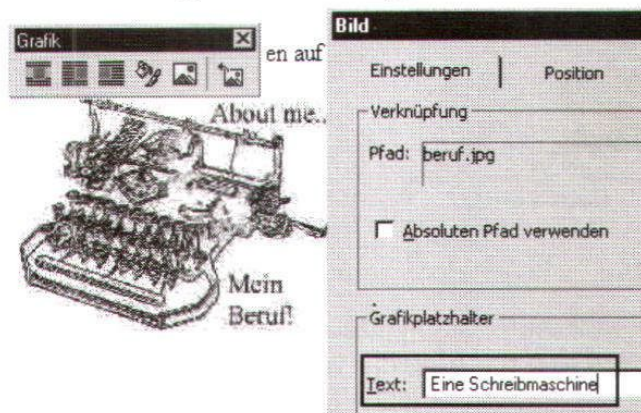 Grafik
en auf
About me..
Mein
Beruf!
Bild
Einstellungen
Position
Verknüpfung
Pfad: beruf.jpg
Absoluten Pfad verwenden
Grafikplatzhalter
Text: Eine Schreibmaschine